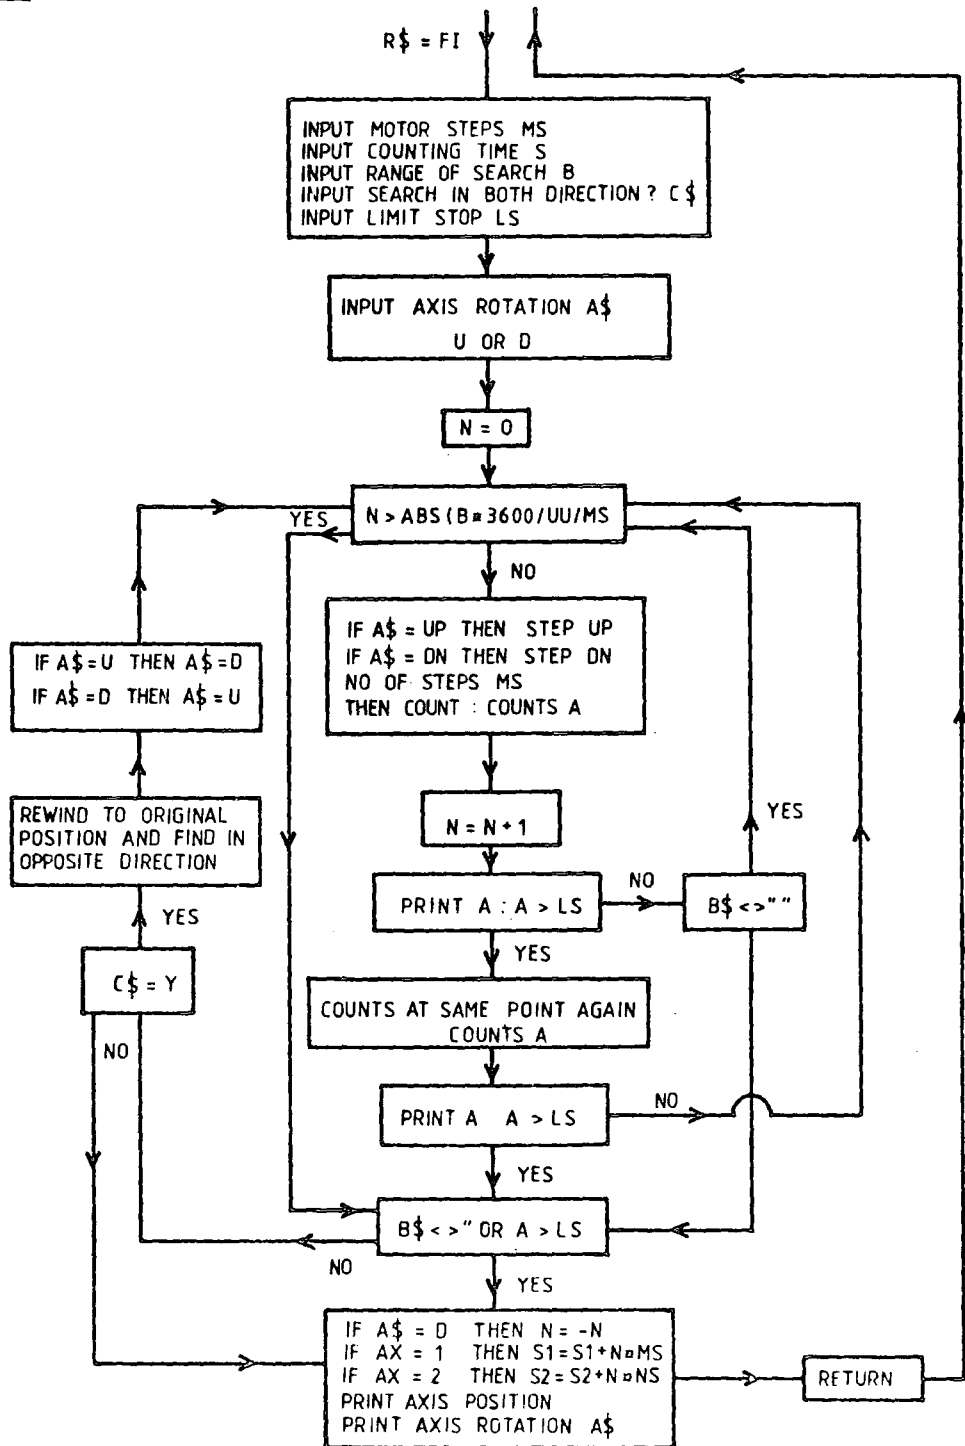 R$ = FI
INPUT MOTOR STEPS MS
INPUT COUNTING TIME S
INPUT RANGE OF SEARCH B
INPUT SEARCH IN BOTH DIRECTION? C$
INPUT LIMIT STOP LS
INPUT AXIS ROTATION A$
U OR D
N = 0
N > ABS(B¤3600/UU/MS
YES
NO
IF A$ = UP THEN STEP UP
IF A$ = DN THEN STEP DN
NO OF STEPS MS
THEN COUNT : COUNTS A
IF A$=U THEN A$=D
IF A$=D THEN A$=U
REWIND TO ORIGINAL
POSITION AND FIND IN
OPPOSITE DIRECTION
N = N+1
YES
PRINT A : A > LS
NO
B$ <>""
YES
YES
C$ = Y
COUNTS AT SAME POINT AGAIN
COUNTS A
NO
PRINT A A > LS
NO
YES
B$ <>" OR A > LS
NO
YES
IF A$ = D THEN N = -N
IF AX = 1 THEN S1=S1+N¤MS
IF AX = 2 THEN S2=S2+N¤NS
PRINT AXIS POSITION
PRINT AXIS ROTATION A$
RETURN